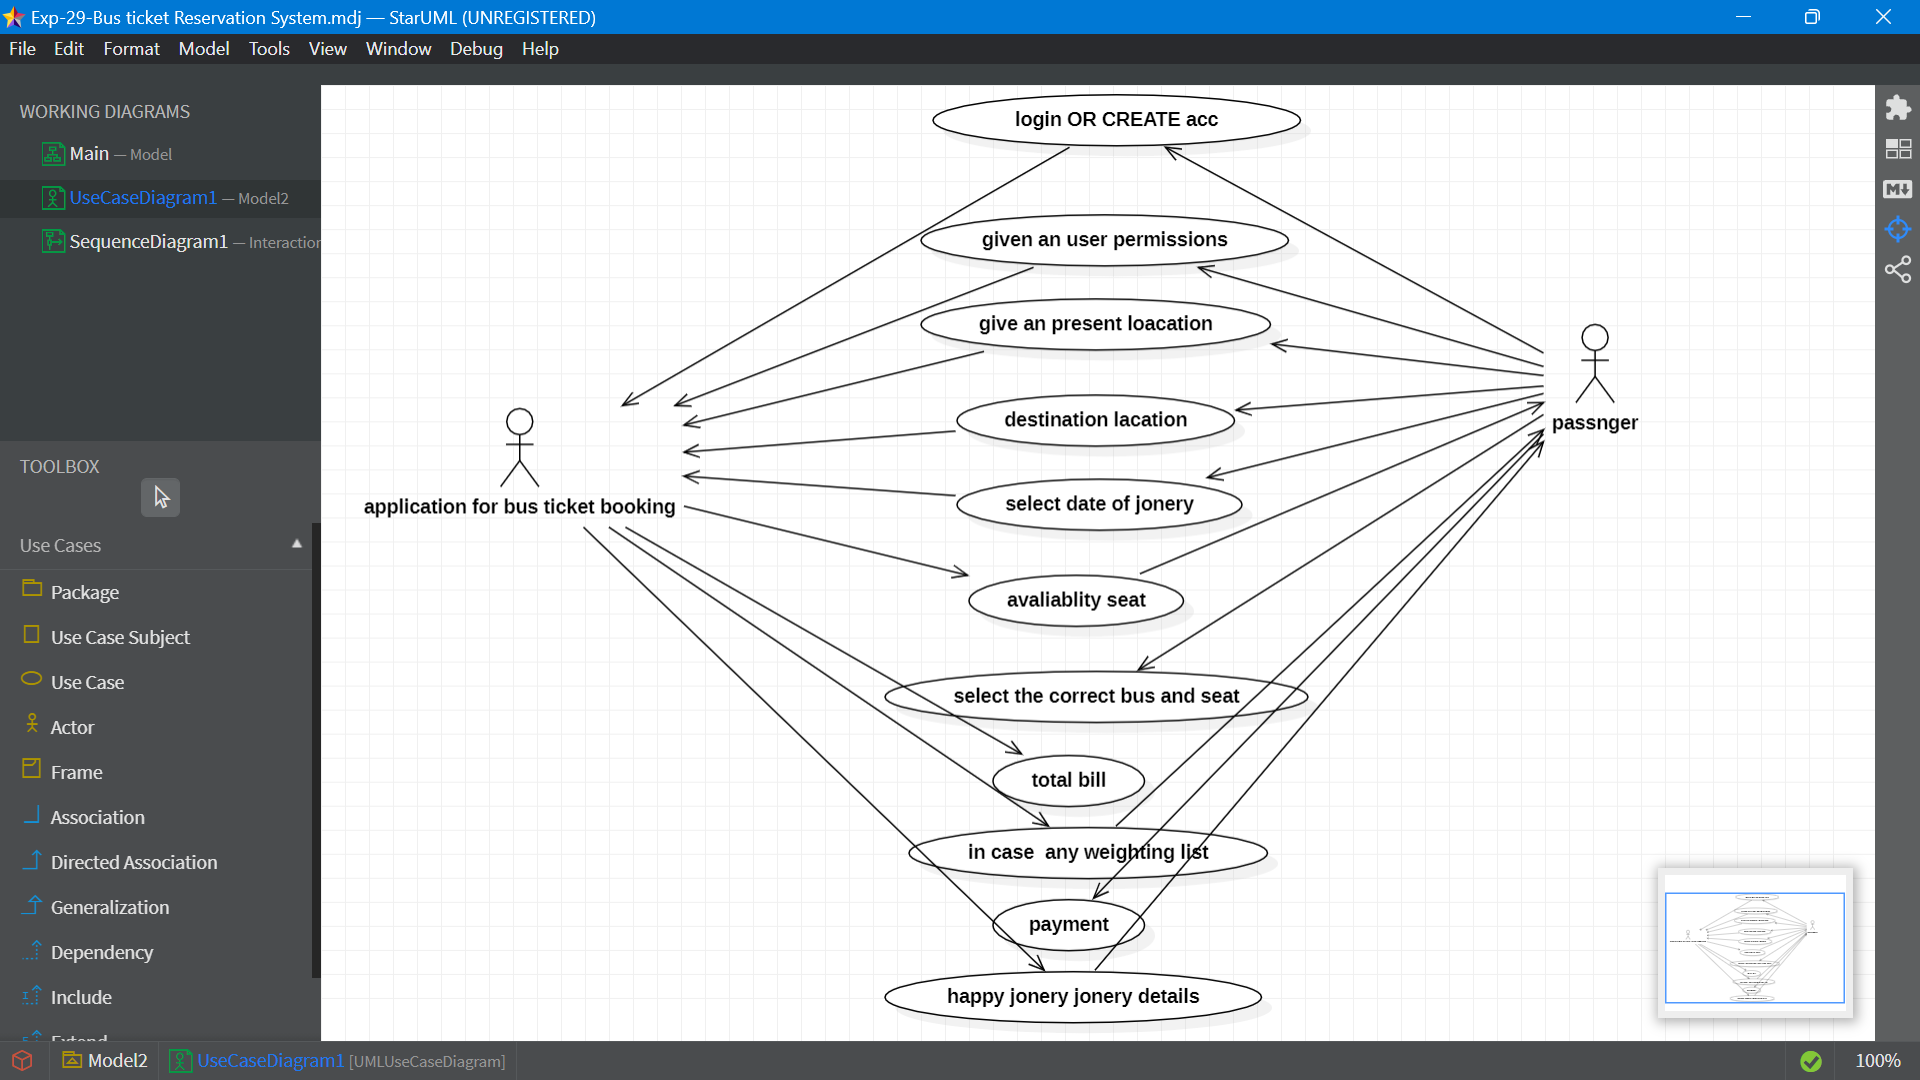 Exp-29-Bus ticket Reservation System.mdj — StarUML (UNREGISTERED)
File Edit Format Model Tools View Window Debug Help
WORKING DIAGRAMS
Main — Model
UseCaseDiagram1 — Model2
SequenceDiagram1 — Interaction
TOOLBOX
Use Cases
Package
Use Case Subject
Use Case
Actor
Frame
Association
Directed Association
Generalization
Dependency
Include
Extend
login OR CREATE acc
given an user permissions
give an present loacation
destination lacation
passnger
select date of jonery
application for bus ticket booking
avaliablity seat
select the correct bus and seat
total bill
in case any weighting list
payment
happy jonery jonery details
M
Model2 UseCaseDiagram1 [UMLUseCaseDiagram]
100%